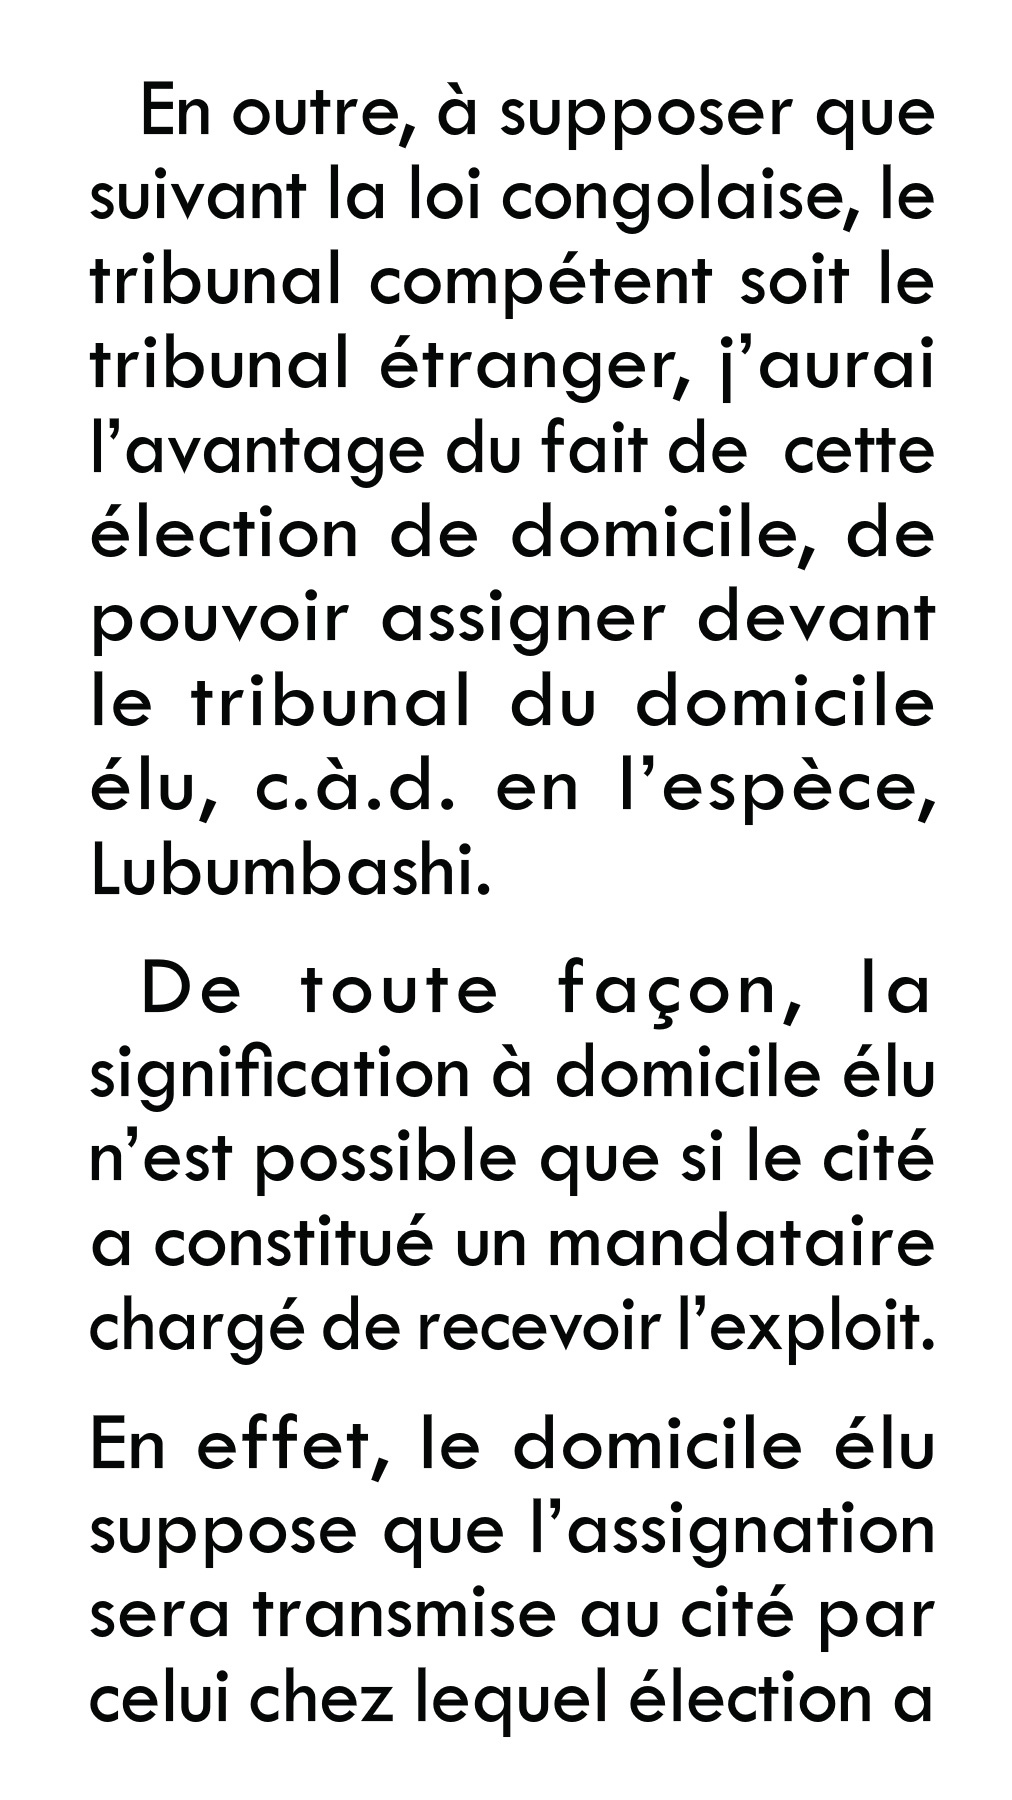 En outre, à supposer que
suivant la loi congolaise, le
tribunal compétent soit le
tribunal étranger, j’aurai
l’avantage du fait de  cette
élection de domicile, de
pouvoir assigner devant
le tribunal du domicile
élu, c.à.d. en l’espèce,
Lubumbashi.
De toute façon, la
signification à domicile élu
n’est possible que si le cité
a constitué un mandataire
chargé de recevoir l’exploit.
En effet, le domicile élu
suppose que l’assignation
sera transmise au cité par
celui chez lequel élection a